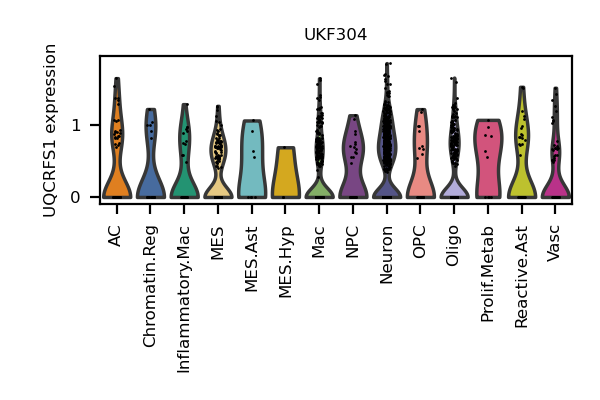 UKF304
UQCRFS1 expression
1
0
AC
Chromatin.Reg
Inflammatory.Mac
MES
MES.Ast
MES.Hyp
Mac
NPC
Neuron
OPC
Oligo
Prolif.Metab
Reactive.Ast
Vasc